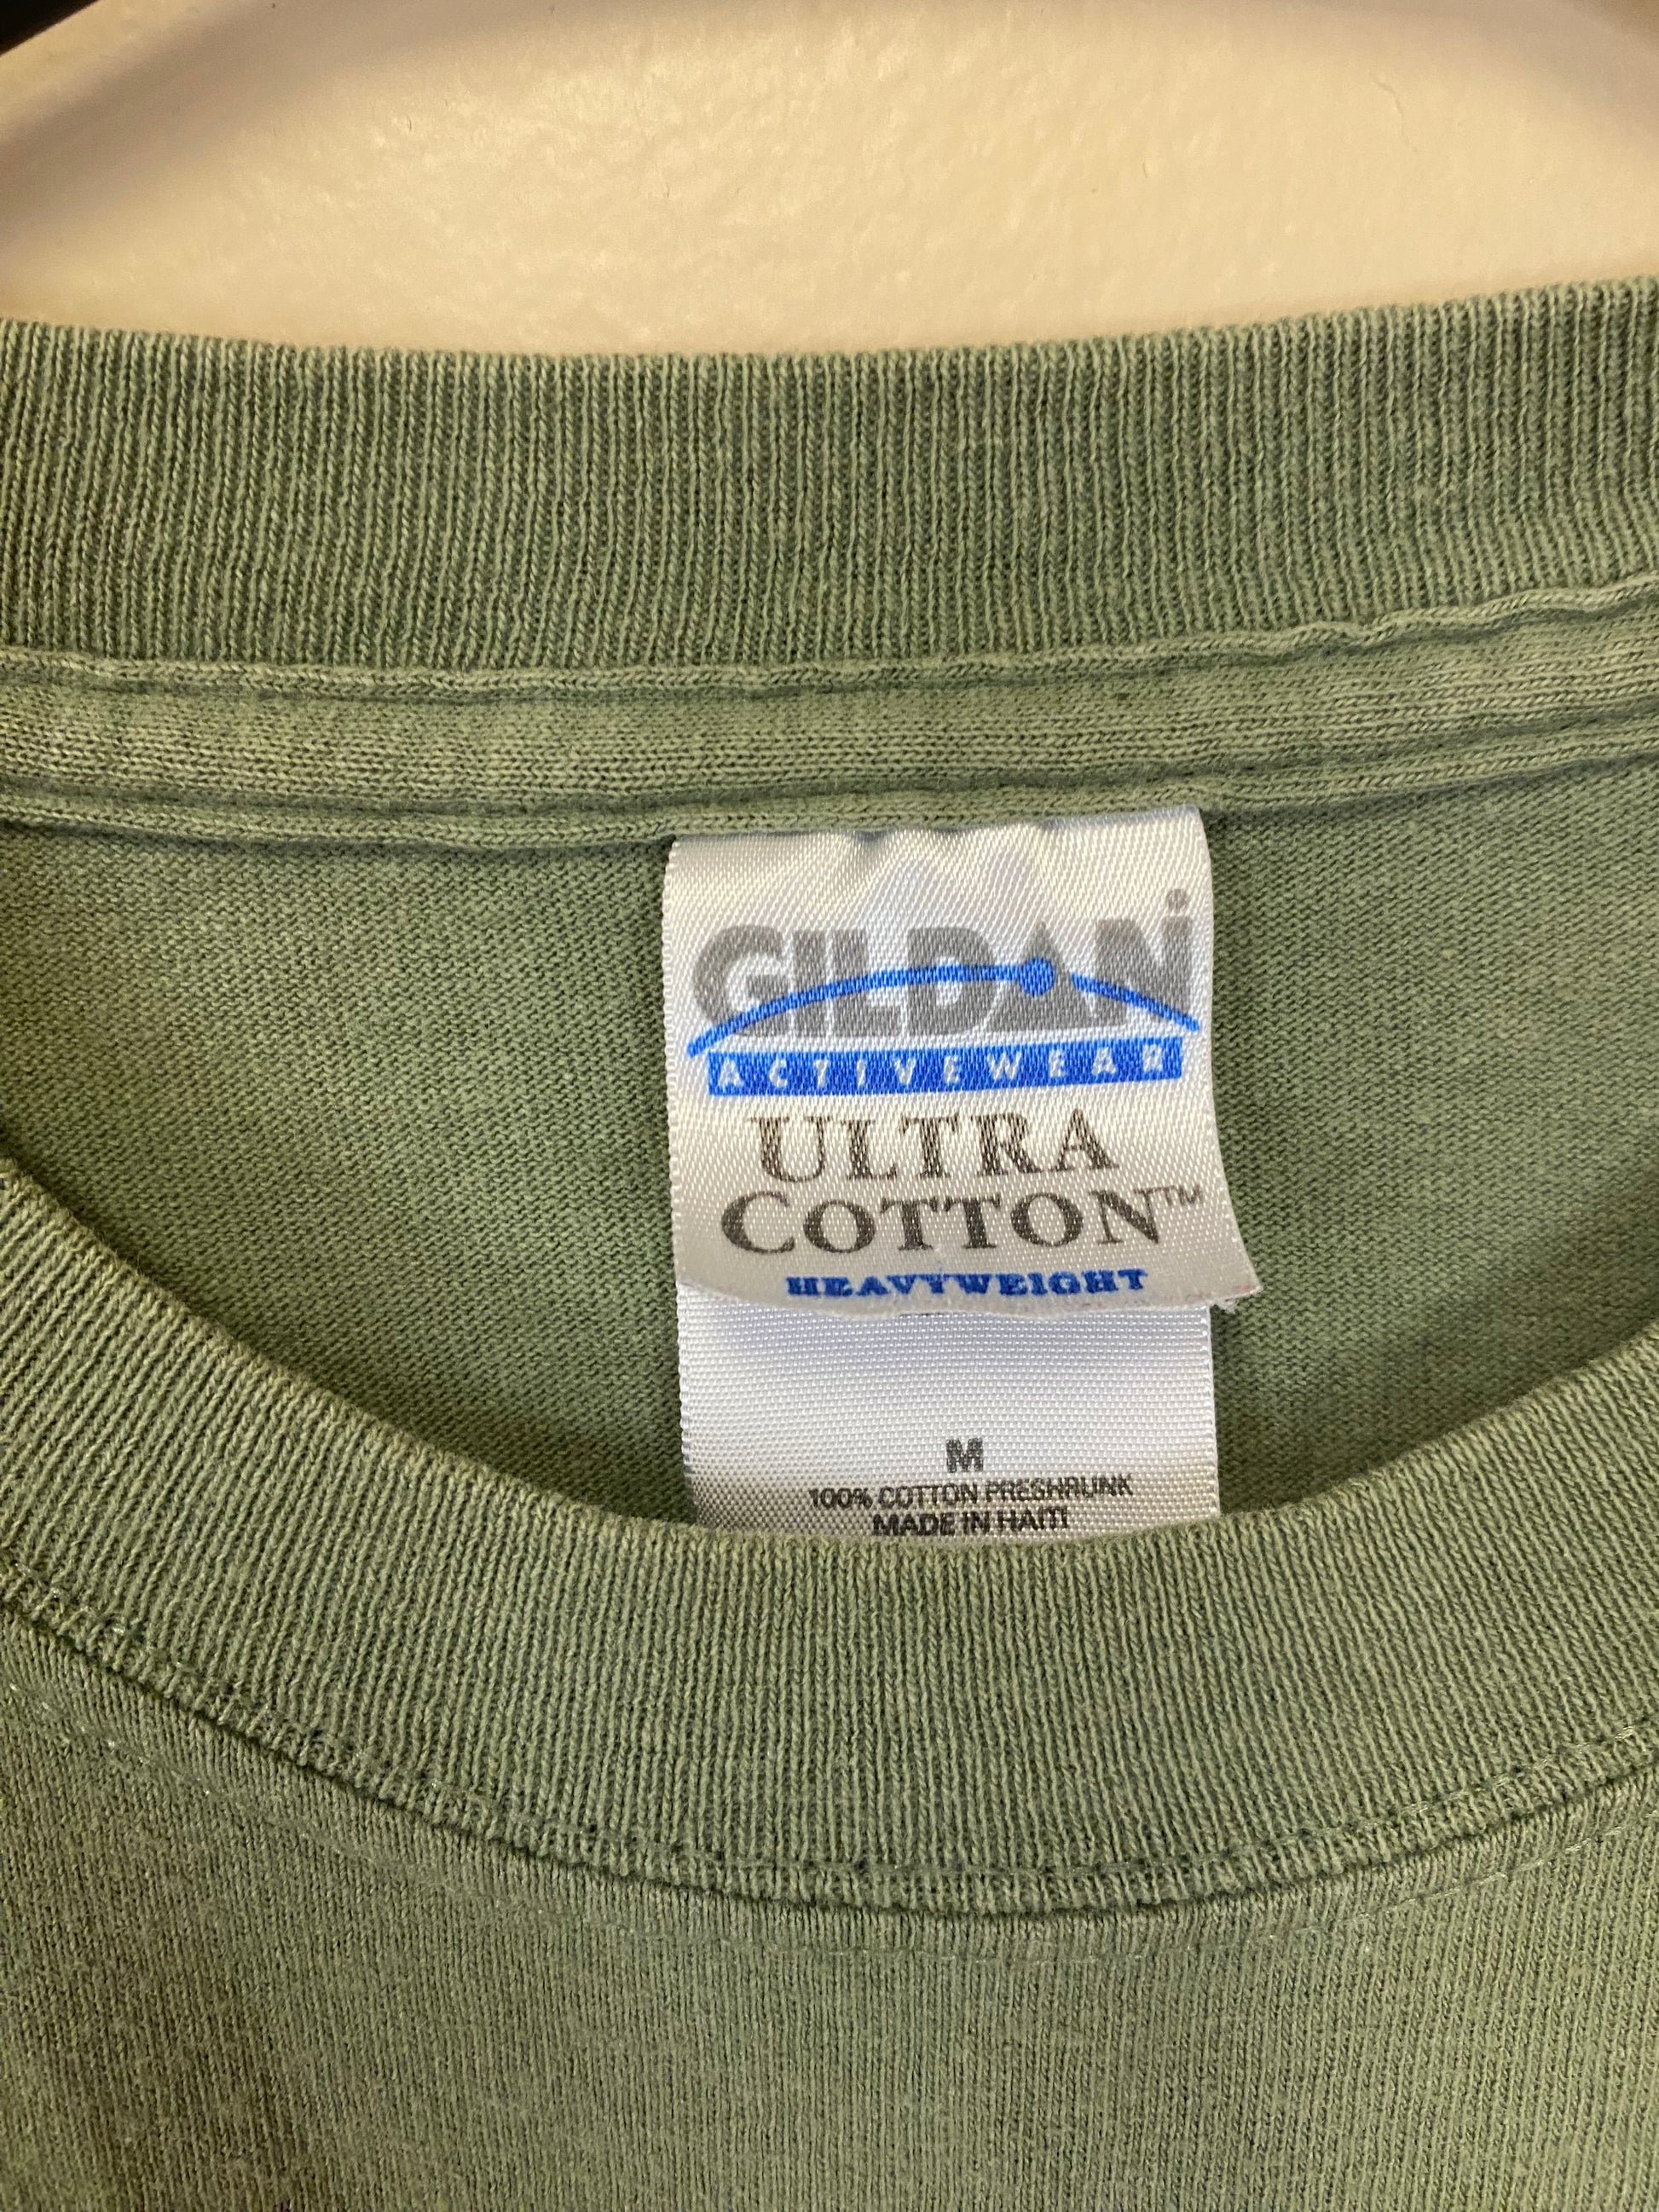 GILDAN
ACTIVEWEAR
ULTRA
COTTON™
HEAVYWEIGHT
M
100% COTTON PRESHRUNK
MADE IN HAITI